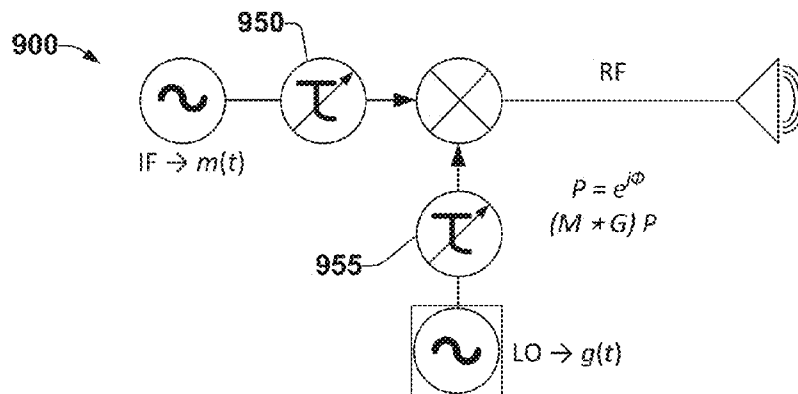 900
950
RF
IF → m(t)
P = e^jΦ
(M * G) P
955
LO → g(t)